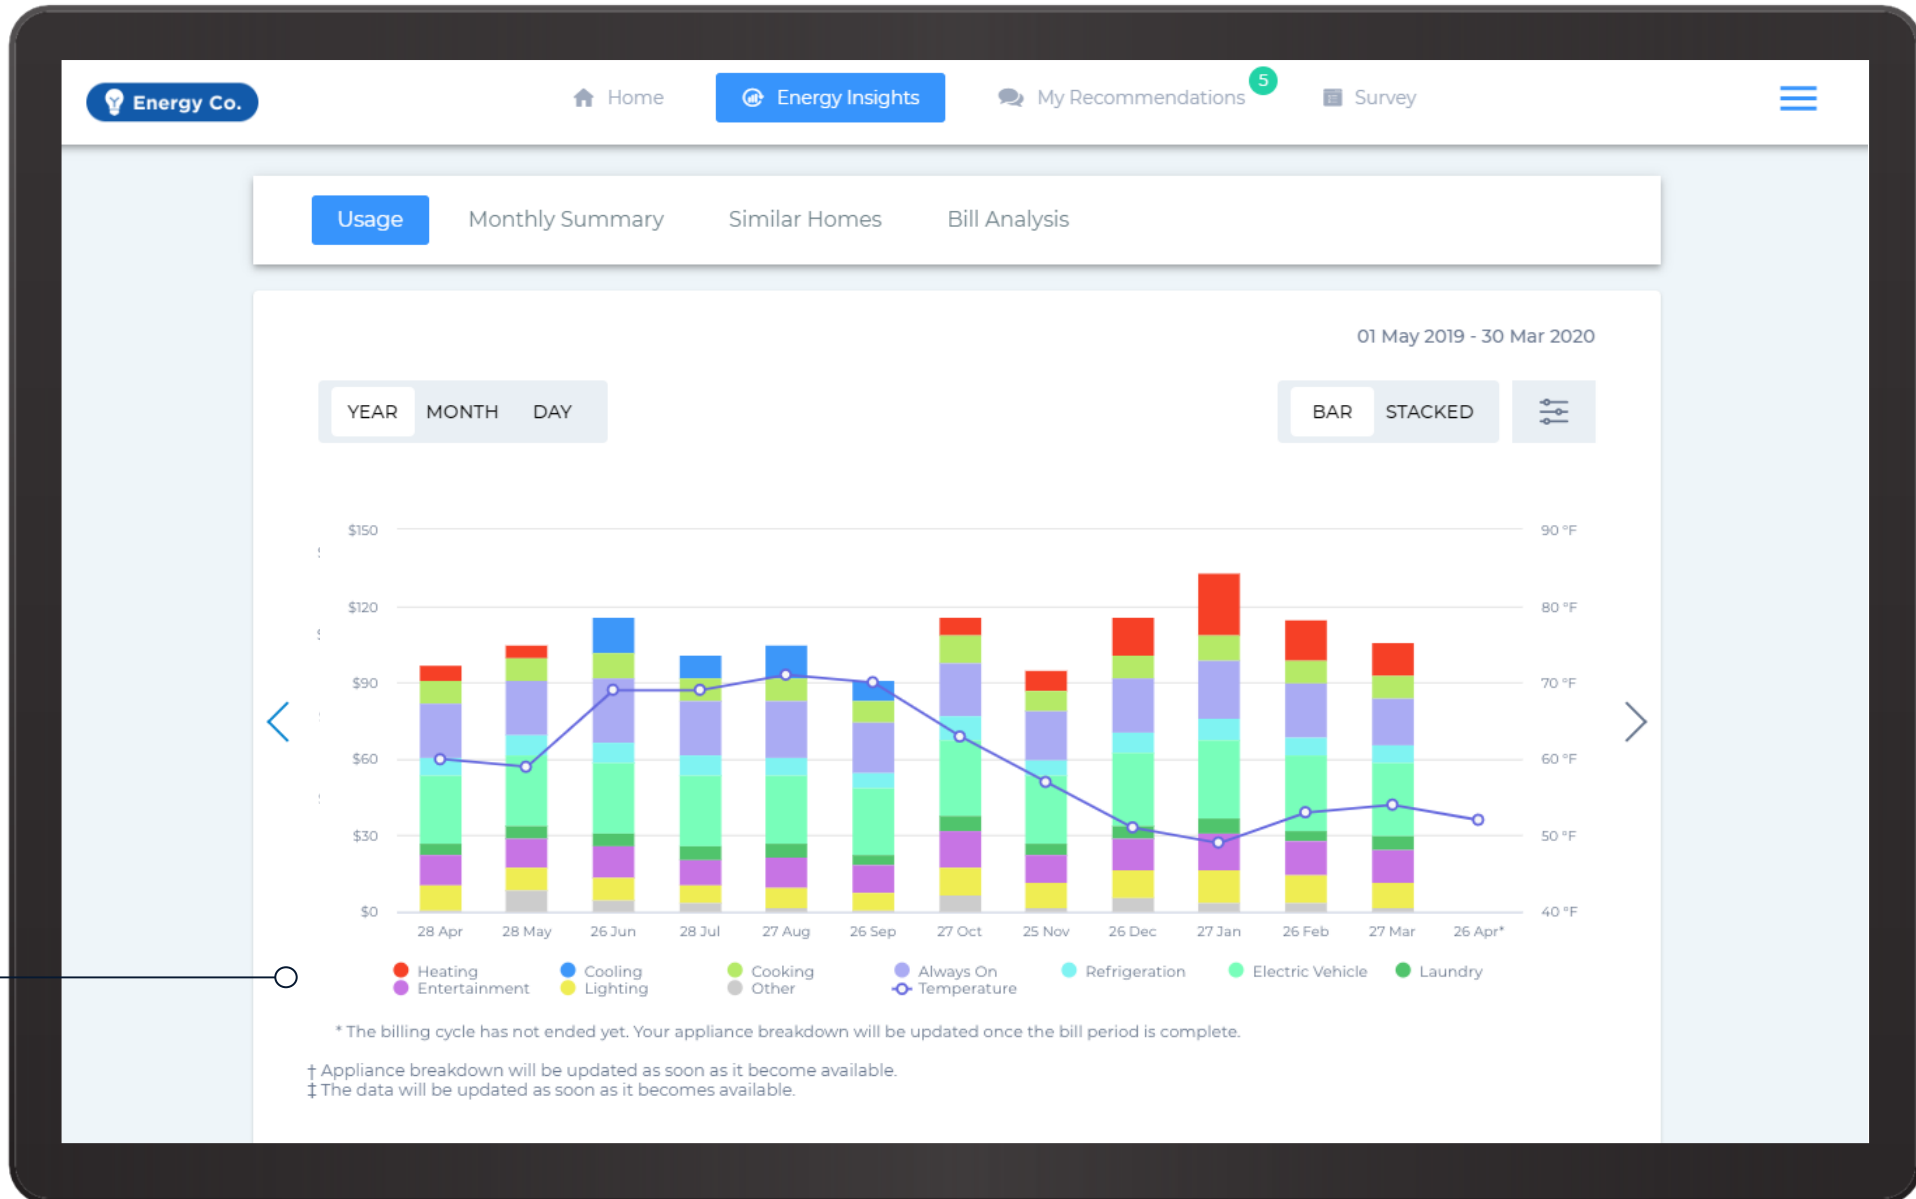 Energy Co.
Home
Energy Insights
My Recommendations
5
Survey
Usage
Monthly Summary
Similar Homes
Bill Analysis
01 May 2019 - 30 Mar 2020
YEAR MONTH DAY
BAR STACKED
$150
$120
$90
$60
$30
$0
90 °F
80 °F
70 °F
60 °F
50 °F
40 °F
28 Apr 28 May 26 Jun 28 Jul 27 Aug 26 Sep 27 Oct 25 Nov 26 Dec 27 Jan 26 Feb 27 Mar 26 Apr*
Heating Cooling Cooking Always On Refrigeration Electric Vehicle Laundry
Entertainment Lighting Other Temperature
* The billing cycle has not ended yet. Your appliance breakdown will be updated once the bill period is complete.
† Appliance breakdown will be updated as soon as it become available.
‡ The data will be updated as soon as it becomes available.